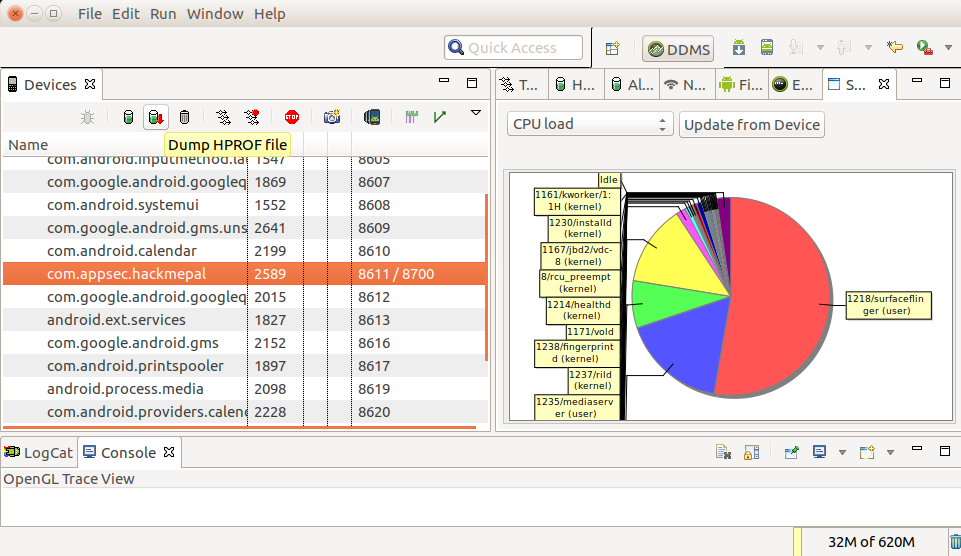 File Edit Run Window Help
Quick Access
DDMS
Devices
T...
H...
Al...
N...
Fi...
E...
S...
Dump HPROF file
Name
CPU load
Update from Device
com.android.inputmethod.la 1547 8605
com.google.android.googleq 1869 8607
com.android.systemui 1552 8608
com.google.android.gms.uns 2641 8609
com.android.calendar 2199 8610
com.appsec.hackmepal 2589 8611 / 8700
com.google.android.googleq 2015 8612
android.ext.services 1827 8613
com.google.android.gms 2152 8616
com.android.printspooler 1897 8617
android.process.media 2098 8619
com.android.providers.calend 2228 8620
Idle
1161/kworker/1:
1H (kernel)
1230/installd
(kernel)
1167/jbd2/vdc-
8 (kernel)
8/rcu_preempt
(kernel)
1214/healthd
(kernel)
1171/vold
1238/fingerprint
d (kernel)
1237/rild
(kernel)
1235/mediaserv
er (user)
1218/surfaceflin
ger (user)
LogCat
Console
OpenGL Trace View
32M of 620M